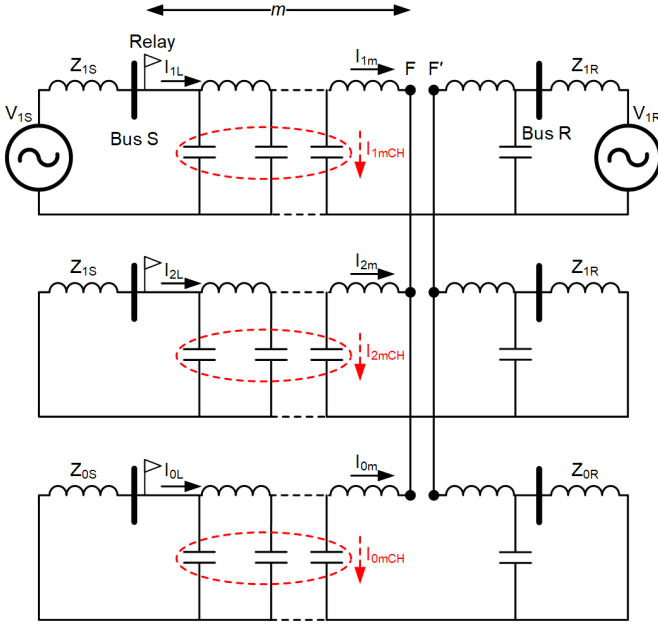 m
Relay
Z1S
I1L
I1m
F
F′
Z1R
V1S
Bus S
I1mCH
Bus R
V1R
Z1S
I2L
I2m
Z1R
I2mCH
Z0S
I0L
I0m
Z0R
I0mCH